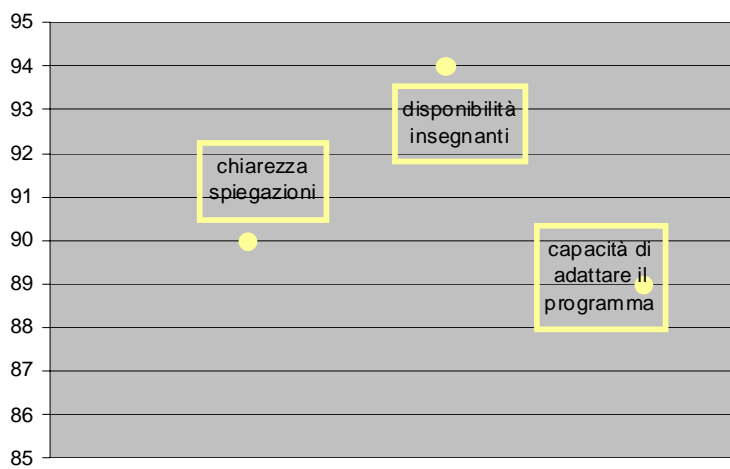 95
94
93
92
91
90
89
88
87
86
85
disponibilità
insegnanti
chiarezza
spiegazioni
capacità di
adattare il
programma